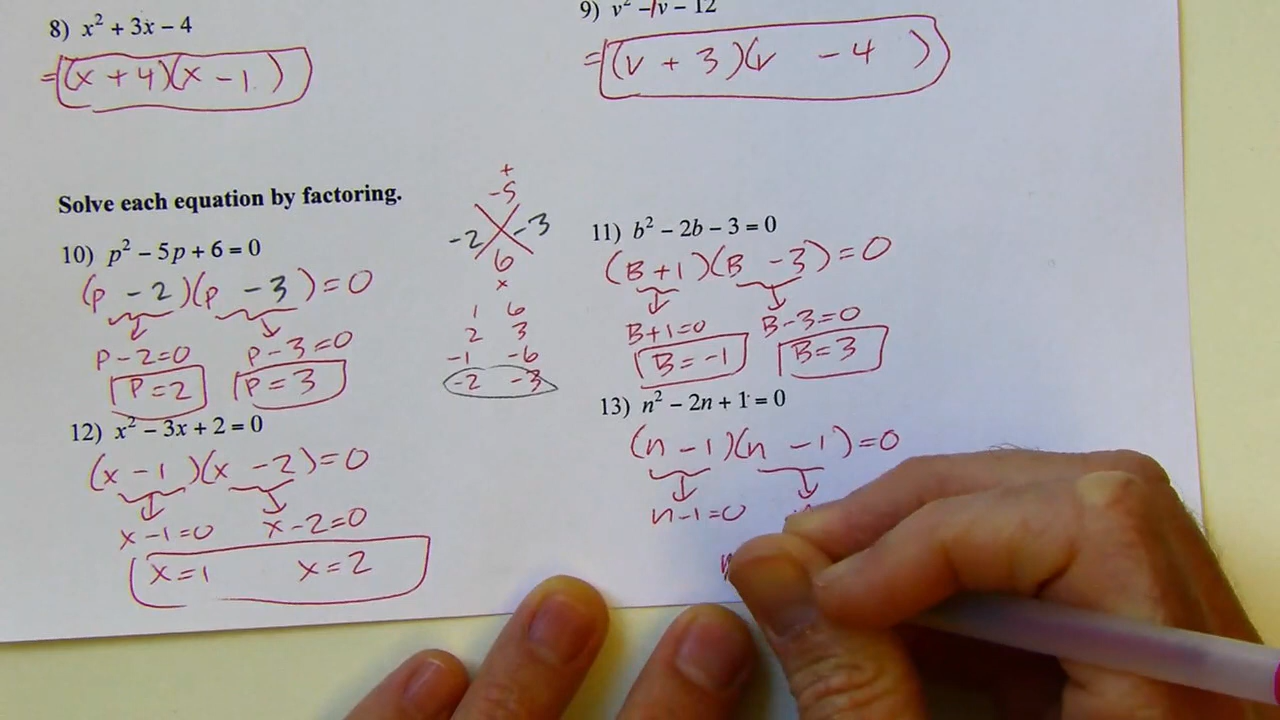 8) x² + 3x − 4
=(x + 4)(x − 1)
9) v² − v − 12
=(v + 3)(v − 4)
Solve each equation by factoring.
10) p² − 5p + 6 = 0
(p − 2)(p − 3) = 0
p − 2 = 0 p − 3 = 0
P = 2 P = 3
+
−5
−2 −3
6
×
1 6
2 3
−1 −6
−2 −3
11) b² − 2b − 3 = 0
(B + 1)(B − 3) = 0
B + 1 = 0 B − 3 = 0
B = −1 B = 3
12) x² − 3x + 2 = 0
(x − 1)(x − 2) = 0
x − 1 = 0 x − 2 = 0
x = 1 x = 2
13) n² − 2n + 1 = 0
(n − 1)(n − 1) = 0
n − 1 = 0